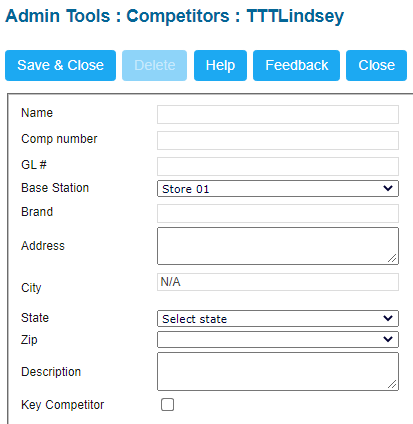 Admin Tools : Competitors : TTTLindsey
Save & Close Delete Help Feedback Close
Name
Comp number
GL #
Base Station Store 01
Brand
Address
City N/A
State Select state
Zip
Description
Key Competitor